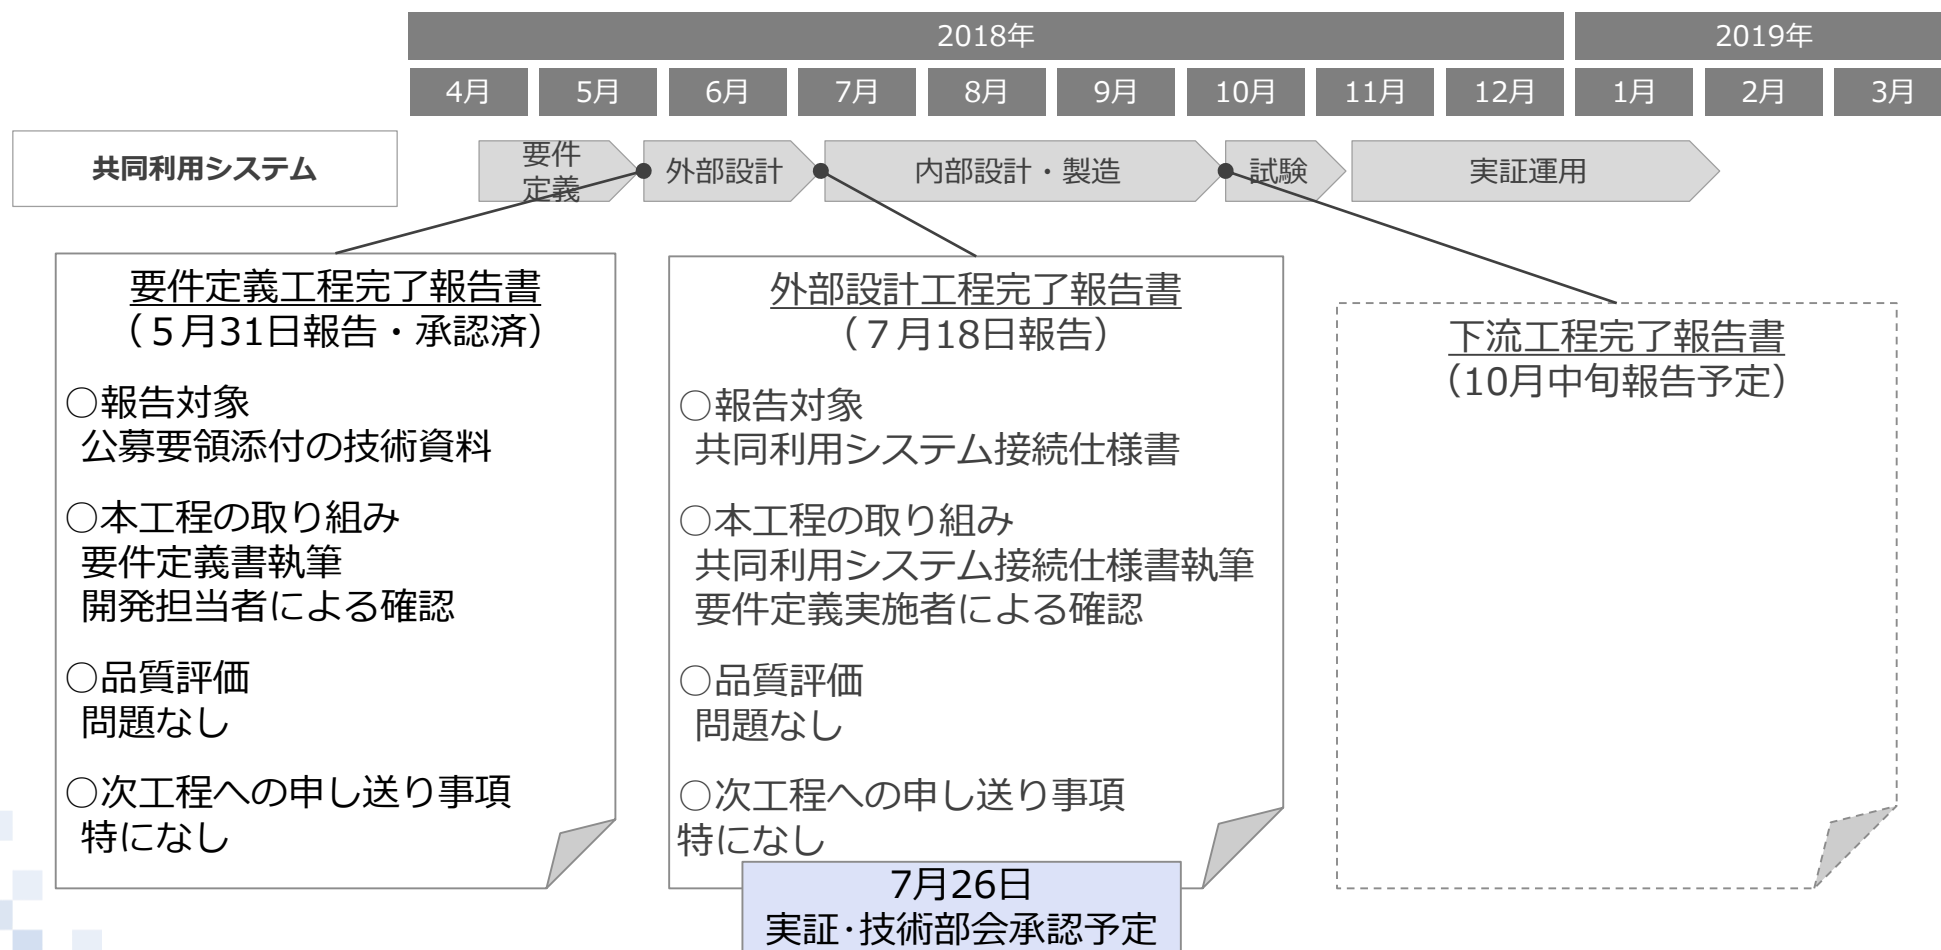 2018年
2019年
4月
5月
6月
7月
8月
9月
10月
11月
12月
1月
2月
3月
共同利用システム
要件
定義
外部設計
内部設計・製造
試験
実証運用
要件定義工程完了報告書
（５月31日報告・承認済）
○報告対象
公募要領添付の技術資料
○本工程の取り組み
要件定義書執筆
開発担当者による確認
○品質評価
問題なし
○次工程への申し送り事項
特になし
外部設計工程完了報告書
（７月18日報告）
○報告対象
共同利用システム接続仕様書
○本工程の取り組み
共同利用システム接続仕様書執筆
要件定義実施者による確認
○品質評価
問題なし
○次工程への申し送り事項
特になし
7月26日
実証･技術部会承認予定
下流工程完了報告書
（10月中旬報告予定）